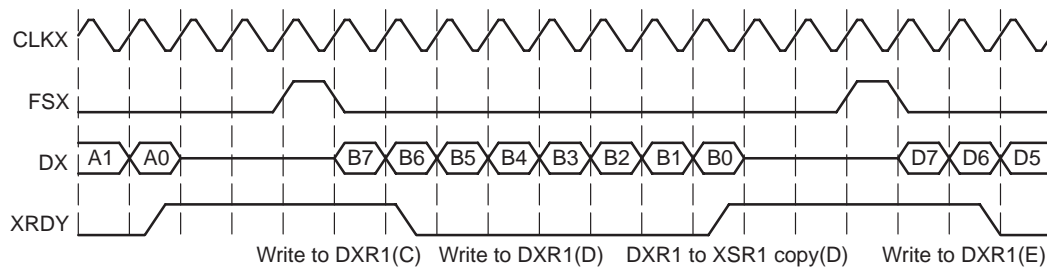 CLKX
FSX
DX A1 A0 B7 B6 B5 B4 B3 B2 B1 B0 D7 D6 D5
XRDY
Write to DXR1(C) Write to DXR1(D) DXR1 to XSR1 copy(D) Write to DXR1(E)